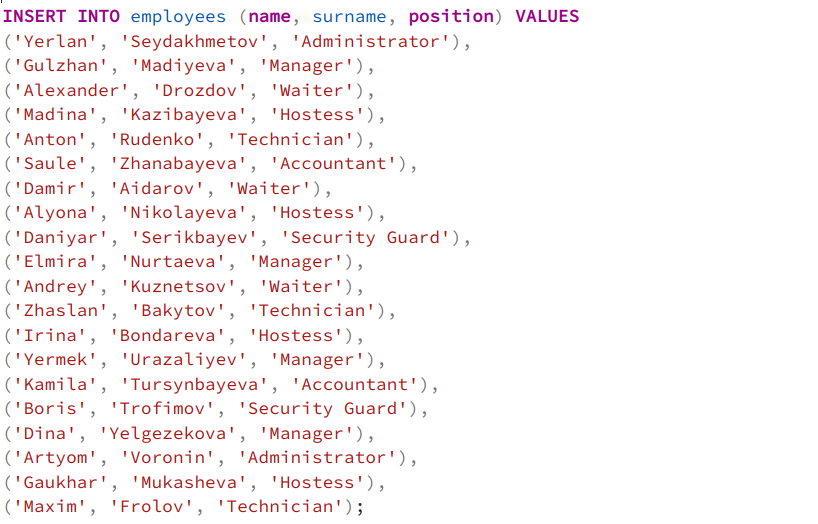 INSERT INTO employees (name, surname, position) VALUES
('Yerlan', 'Seydakhmetov', 'Administrator'),
('Gulzhan', 'Madiyeva', 'Manager'),
('Alexander', 'Drozdov', 'Waiter'),
('Madina', 'Kazibayeva', 'Hostess'),
('Anton', 'Rudenko', 'Technician'),
('Saule', 'Zhanabayeva', 'Accountant'),
('Damir', 'Aidarov', 'Waiter'),
('Alyona', 'Nikolayeva', 'Hostess'),
('Daniyar', 'Serikbayev', 'Security Guard'),
('Elmira', 'Nurtaeva', 'Manager'),
('Andrey', 'Kuznetsov', 'Waiter'),
('Zhaslan', 'Bakytov', 'Technician'),
('Irina', 'Bondareva', 'Hostess'),
('Yermek', 'Urazaliyev', 'Manager'),
('Kamila', 'Tursynbayeva', 'Accountant'),
('Boris', 'Trofimov', 'Security Guard'),
('Dina', 'Yelgezekova', 'Manager'),
('Artyom', 'Voronin', 'Administrator'),
('Gaukhar', 'Mukasheva', 'Hostess'),
('Maxim', 'Frolov', 'Technician');